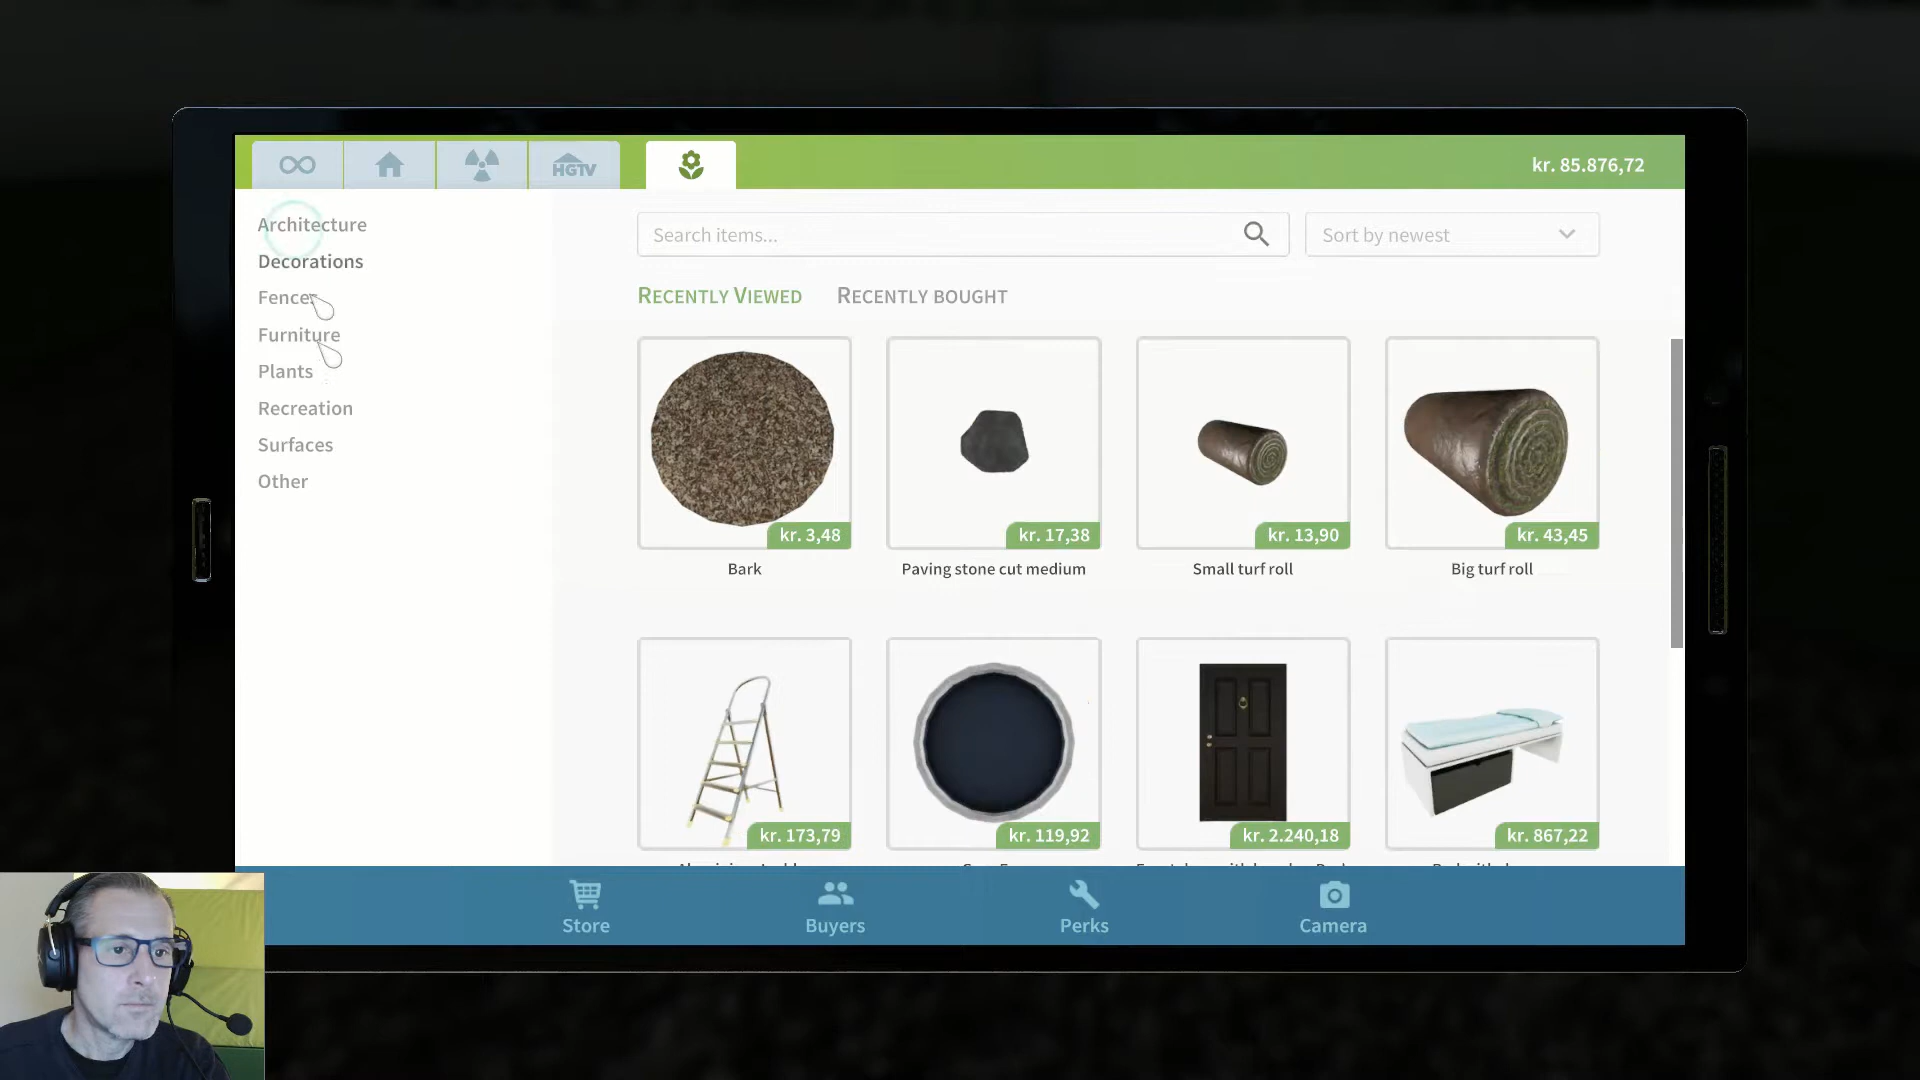 HGTV
kr. 85.876,72
Architecture
Decorations
Fences
Furniture
Plants
Recreation
Surfaces
Other
Search items...
Sort by newest
RECENTLY VIEWED
RECENTLY BOUGHT
kr. 3,48
kr. 17,38
kr. 13,90
kr. 43,45
Bark
Paving stone cut medium
Small turf roll
Big turf roll
kr. 173,79
kr. 119,92
kr. 2.240,18
kr. 867,22
Store
Buyers
Perks
Camera